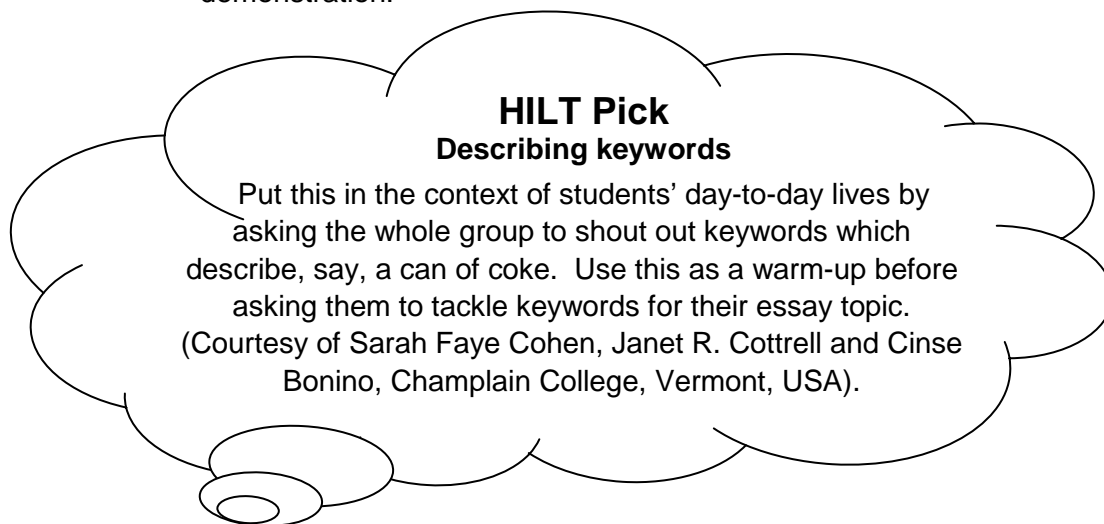 demonstration.
HILT Pick
Describing keywords
Put this in the context of students’ day-to-day lives by
asking the whole group to shout out keywords which
describe, say, a can of coke.  Use this as a warm-up before
asking them to tackle keywords for their essay topic.
(Courtesy of Sarah Faye Cohen, Janet R. Cottrell and Cinse
Bonino, Champlain College, Vermont, USA).